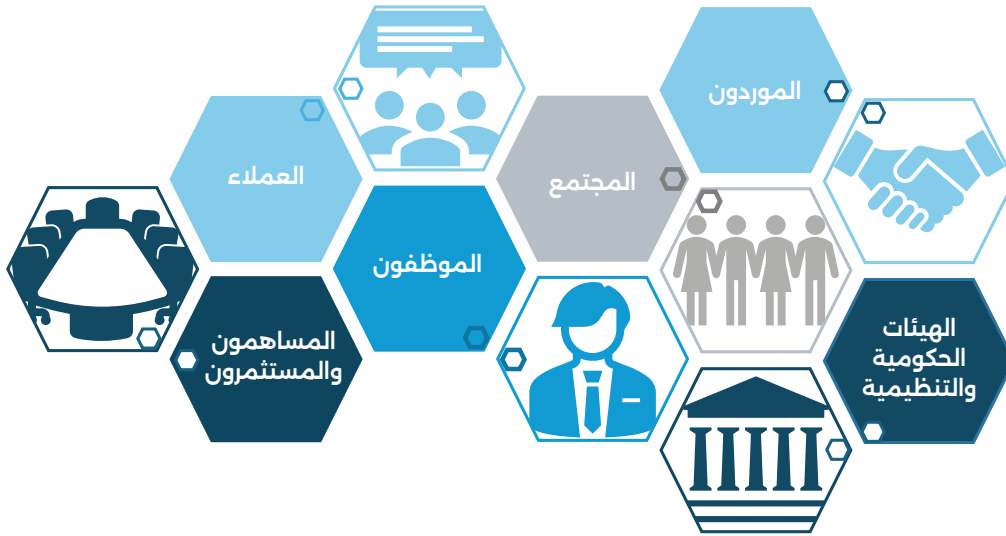 الموردون
المجتمع
العملاء
الموظفون
الهيئات
الحكومية
والتنظيمية
المساهمون
والمستثمرون